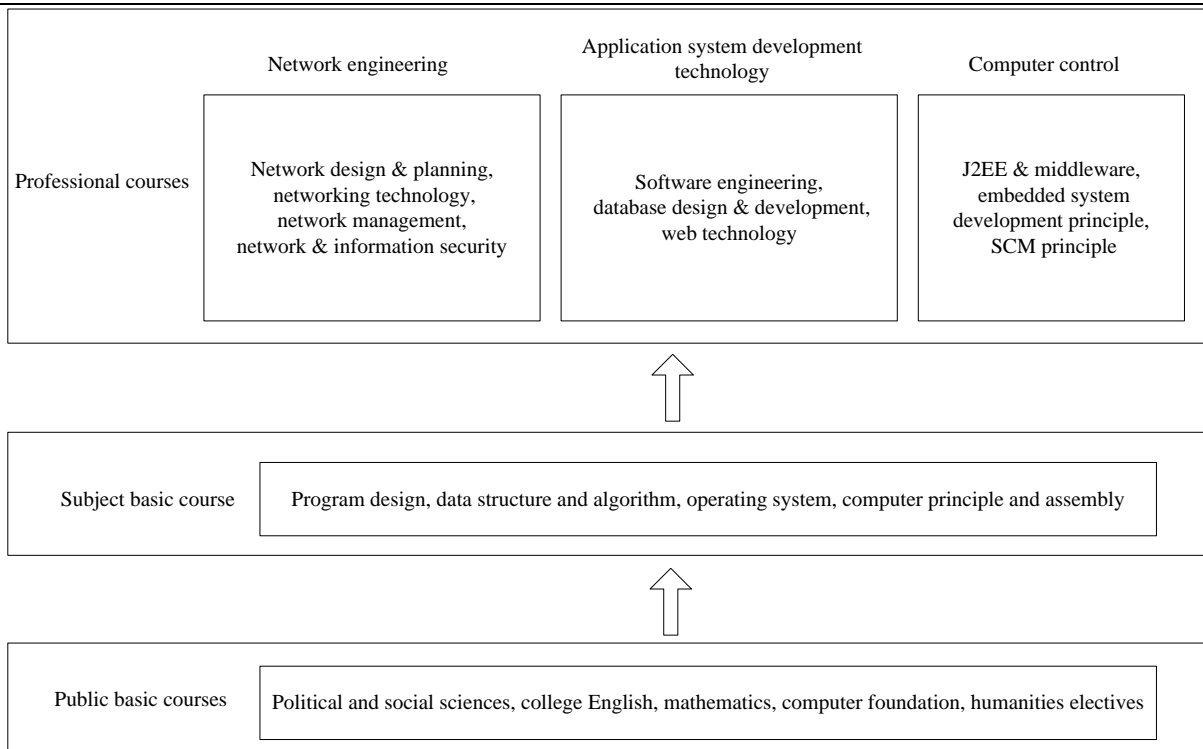 Network engineering
Application system development
technology
Computer control
Professional courses
Network design & planning,
networking technology,
network management,
network & information security
Software engineering,
database design & development,
web technology
J2EE & middleware,
embedded system
development principle,
SCM principle
Subject basic course
Program design, data structure and algorithm, operating system, computer principle and assembly
Public basic courses
Political and social sciences, college English, mathematics, computer foundation, humanities electives